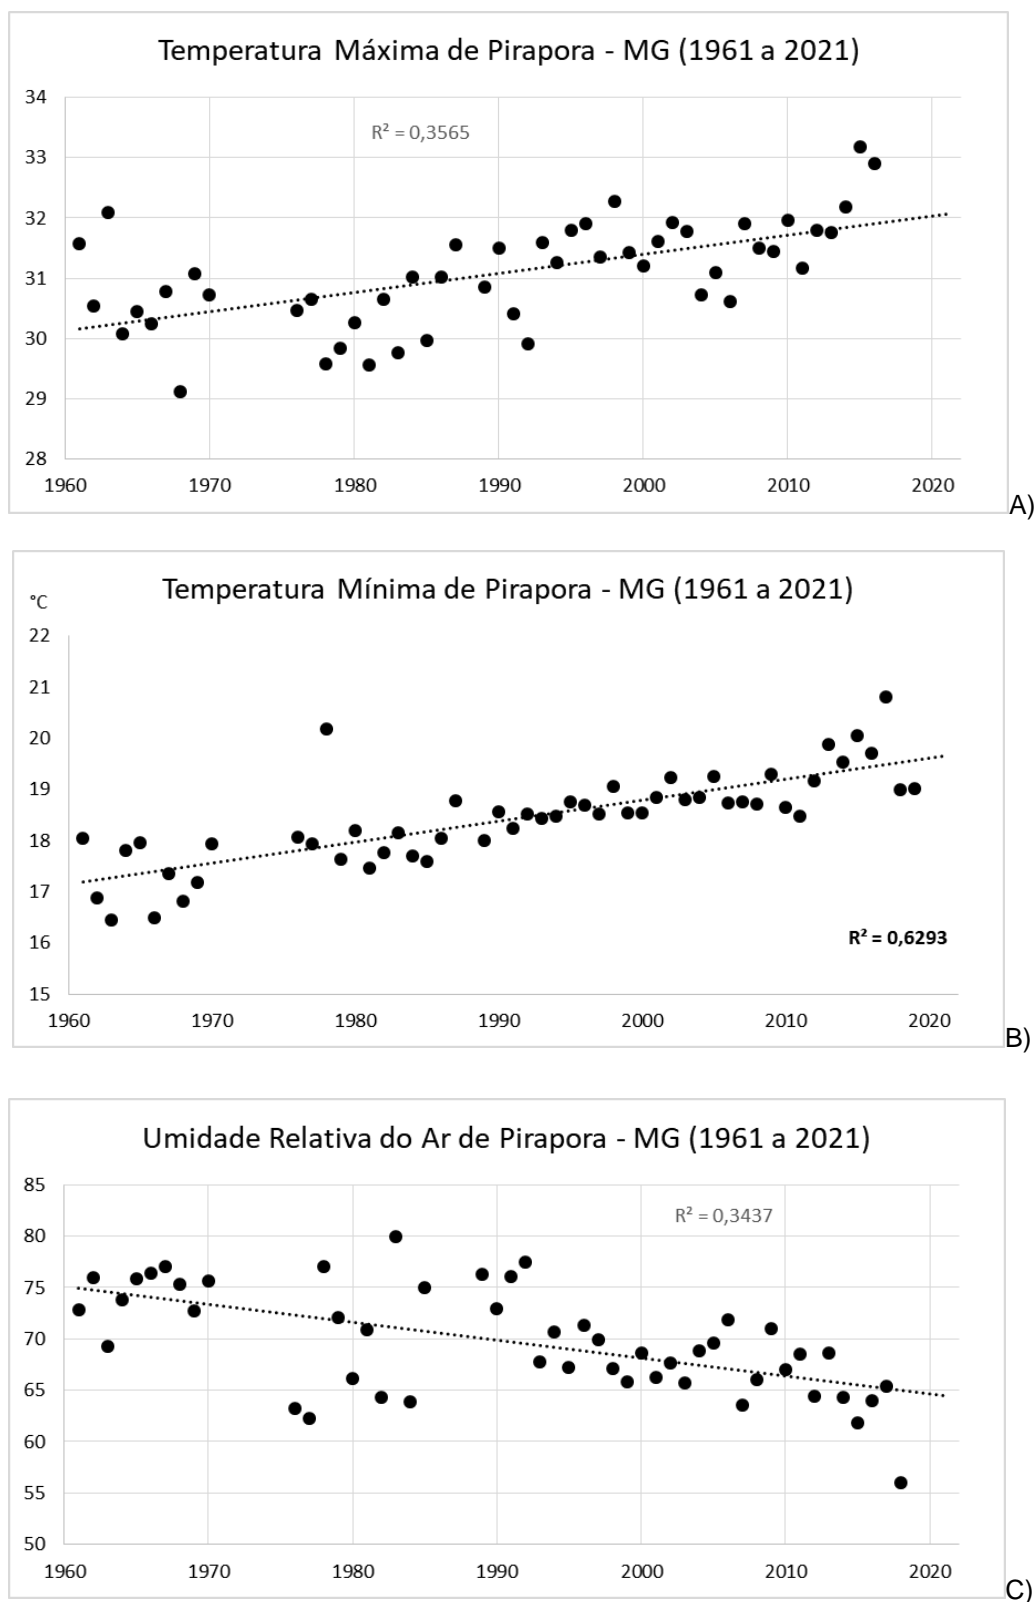 Temperatura Máxima de Pirapora - MG (1961 a 2021)
34
R² = 0,3565
33
32
31
30
29
28
1960 1970 1980 1990 2000 2010 2020
A)
Temperatura Mínima de Pirapora - MG (1961 a 2021)
°C
22
21
20
19
18
17
16
R² = 0,6293
15
1960 1970 1980 1990 2000 2010 2020
B)
Umidade Relativa do Ar de Pirapora - MG (1961 a 2021)
85
R² = 0,3437
80
75
70
65
60
55
50
1960 1970 1980 1990 2000 2010 2020
C)